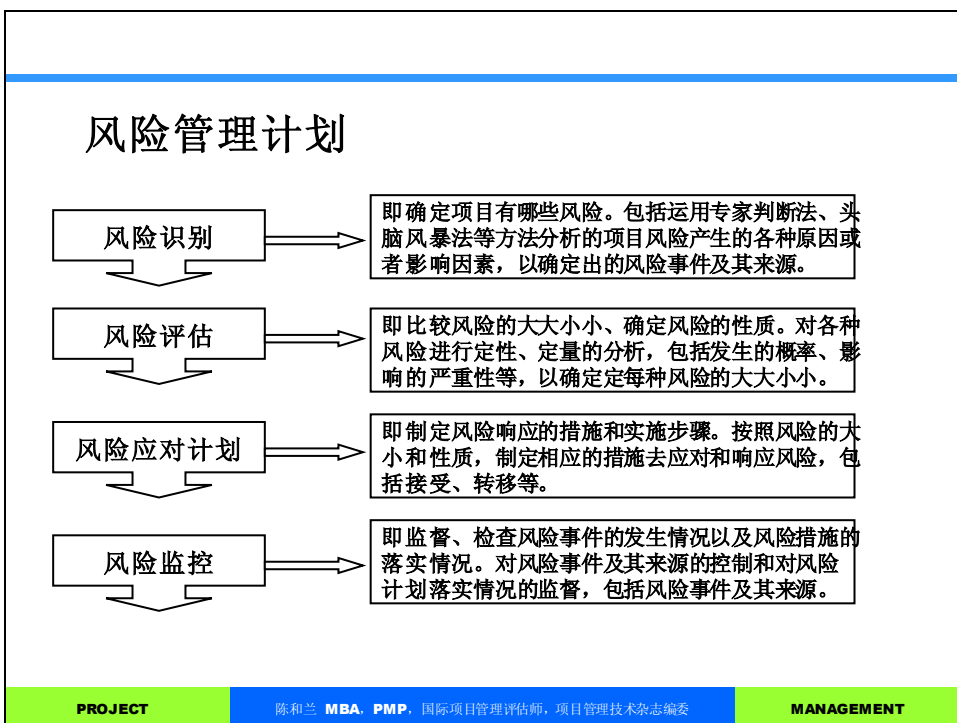 风险管理计划
风险识别
即确定项目有哪些风险。包括运用专家判断法、头
脑风暴法等方法分析的项目风险产生的各种原因或
者影响因素，以确定出的风险事件及其来源。
风险评估
即比较风险的大大小小、确定风险的性质。对各种
风险进行定性、定量的分析，包括发生的概率、影
响的严重性等，以确定定每种风险的大大小小。
风险应对计划
即制定风险响应的措施和实施步骤。按照风险的大
小和性质，制定相应的措施去应对和响应风险，包
括接受、转移等。
风险监控
即监督、检查风险事件的发生情况以及风险措施的
落实情况。对风险事件及其来源的控制和对风险
计划落实情况的监督，包括风险事件及其来源。
PROJECT
陈和兰 MBA，PMP，国际项目管理评估师，项目管理技术杂志编委
MANAGEMENT